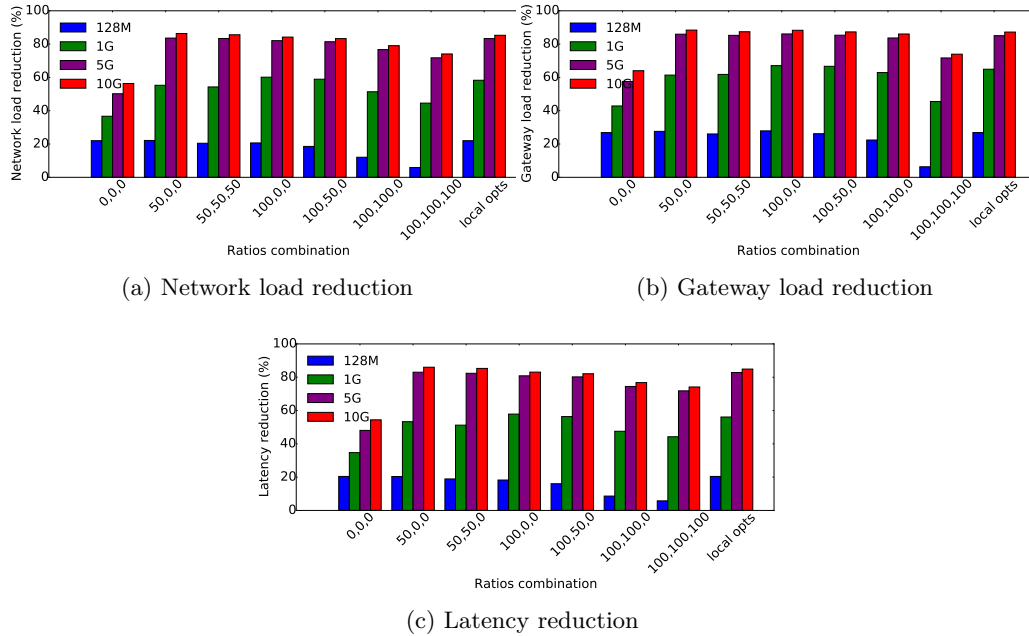 100
80
60
40
20
0
Network load reduction (%)
128M
1G
5G
10G
0,0,0
50,0,0
50,50,50
100,0,0
100,50,0
100,100,0
100,100,100
local opts
Ratios combination
(a) Network load reduction
100
80
60
40
20
0
Gateway load reduction (%)
128M
1G
5G
10G
0,0,0
50,0,0
50,50,50
100,0,0
100,50,0
100,100,0
100,100,100
local opts
Ratios combination
(b) Gateway load reduction
100
80
60
40
20
0
Latency reduction (%)
128M
1G
5G
10G
0,0,0
50,0,0
50,50,0
100,0,0
100,50,0
100,100,0
100,100,100
local opts
Ratios combination
(c) Latency reduction